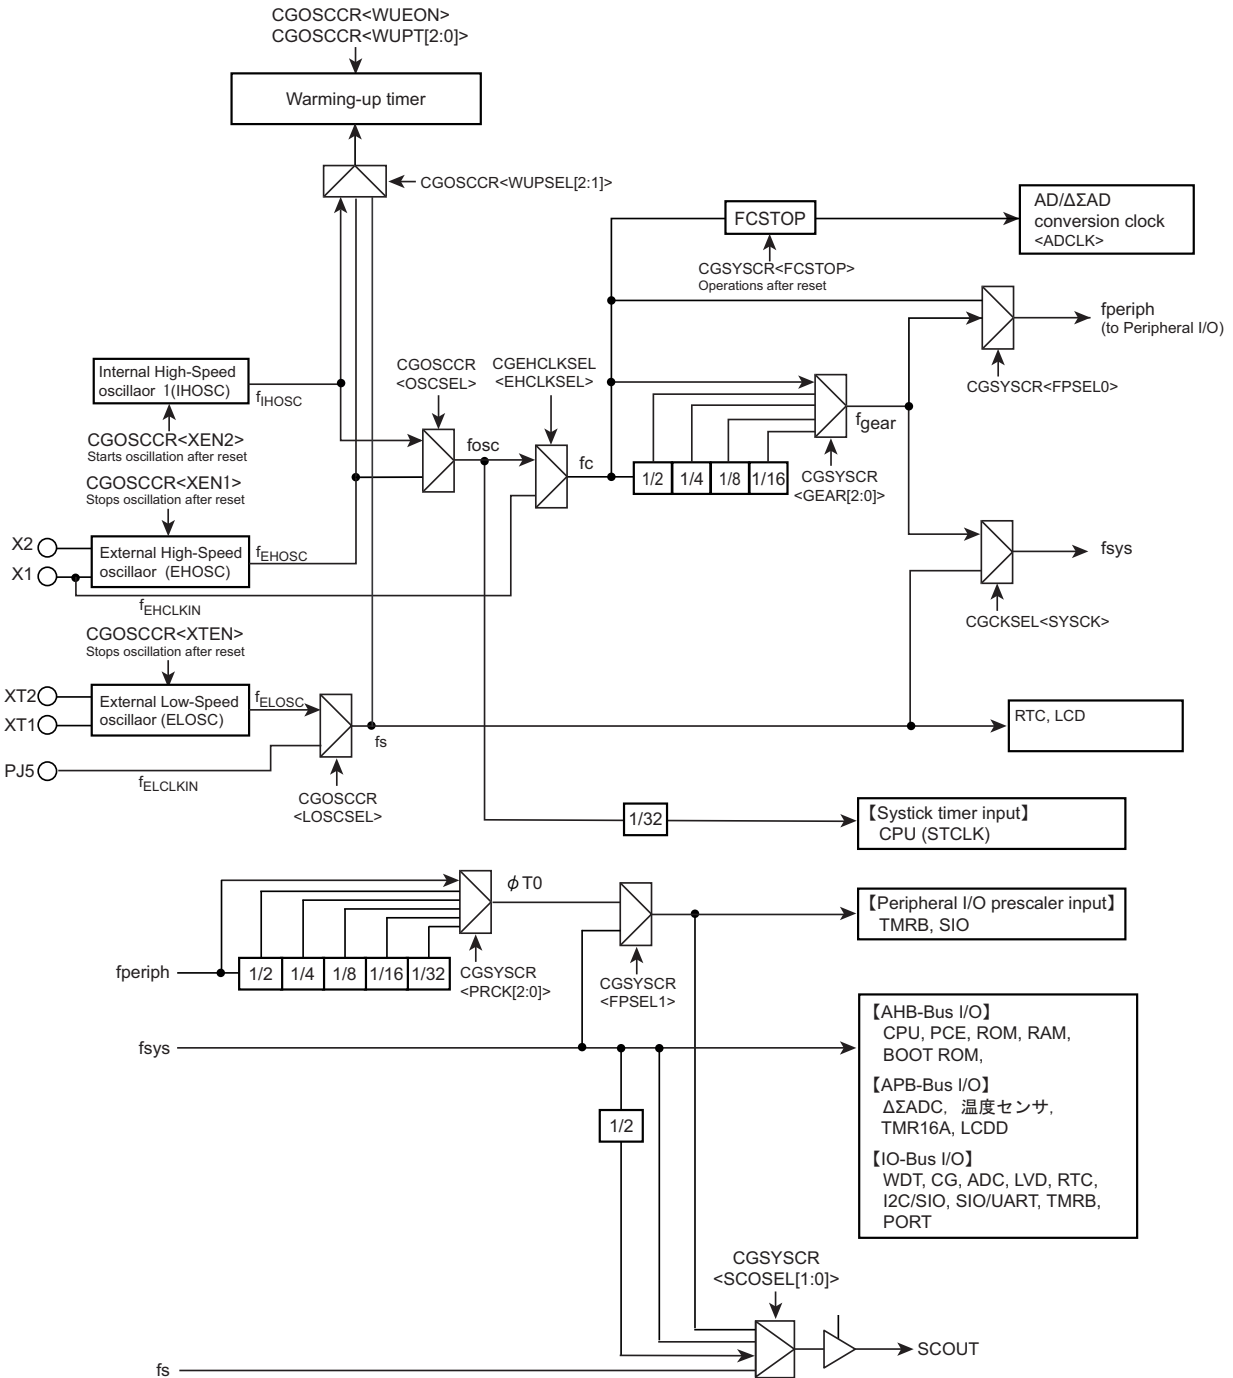 CGOSCCR<WUEON>
CGOSCCR<WUPT[2:0]>
Warming-up timer
CGOSCCR<WUPSEL[2:1]>
FCSTOP
CGSYSCR<FCSTOP>
Operations after reset
AD/ΔΣAD
conversion clock
<ADCLK>
fperiph
(to Peripheral I/O)
CGSYSCR<FPSEL0>
Internal High-Speed
oscillaor 1(IHOSC)
fIHOSC
CGOSCCR<XEN2>
Starts oscillation after reset
CGOSCCR<XEN1>
Stops oscillation after reset
CGOSCCR
<OSCSEL>
fosc
CGEHCLKSEL
<EHCLKSEL>
fc
1/2
1/4
1/8
1/16
fgear
CGSYSCR
<GEAR[2:0]>
X2
X1
External High-Speed
oscillaor (EHOSC)
fEHOSC
fEHCLKIN
fsys
CGCKSEL<SYSCK>
CGOSCCR<XTEN>
Stops oscillation after reset
XT2
XT1
External Low-Speed
oscillaor (ELOSC)
fELOSC
fs
PJ5
fELCLKIN
CGOSCCR
<LOSCSEL>
RTC, LCD
1/32
【Systick timer input】
CPU (STCLK)
ϕT0
fperiph
1/2
1/4
1/8
1/16
1/32
CGSYSCR
<PRCK[2:0]>
CGSYSCR
<FPSEL1>
【Peripheral I/O prescaler input】
TMRB, SIO
fsys
1/2
【AHB-Bus I/O】
CPU, PCE, ROM, RAM,
BOOT ROM,
【APB-Bus I/O】
ΔΣADC, 温度センサ,
TMR16A, LCDD
【IO-Bus I/O】
WDT, CG, ADC, LVD, RTC,
I2C/SIO, SIO/UART, TMRB,
PORT
CGSYSCR
<SCOSEL[1:0]>
SCOUT
fs